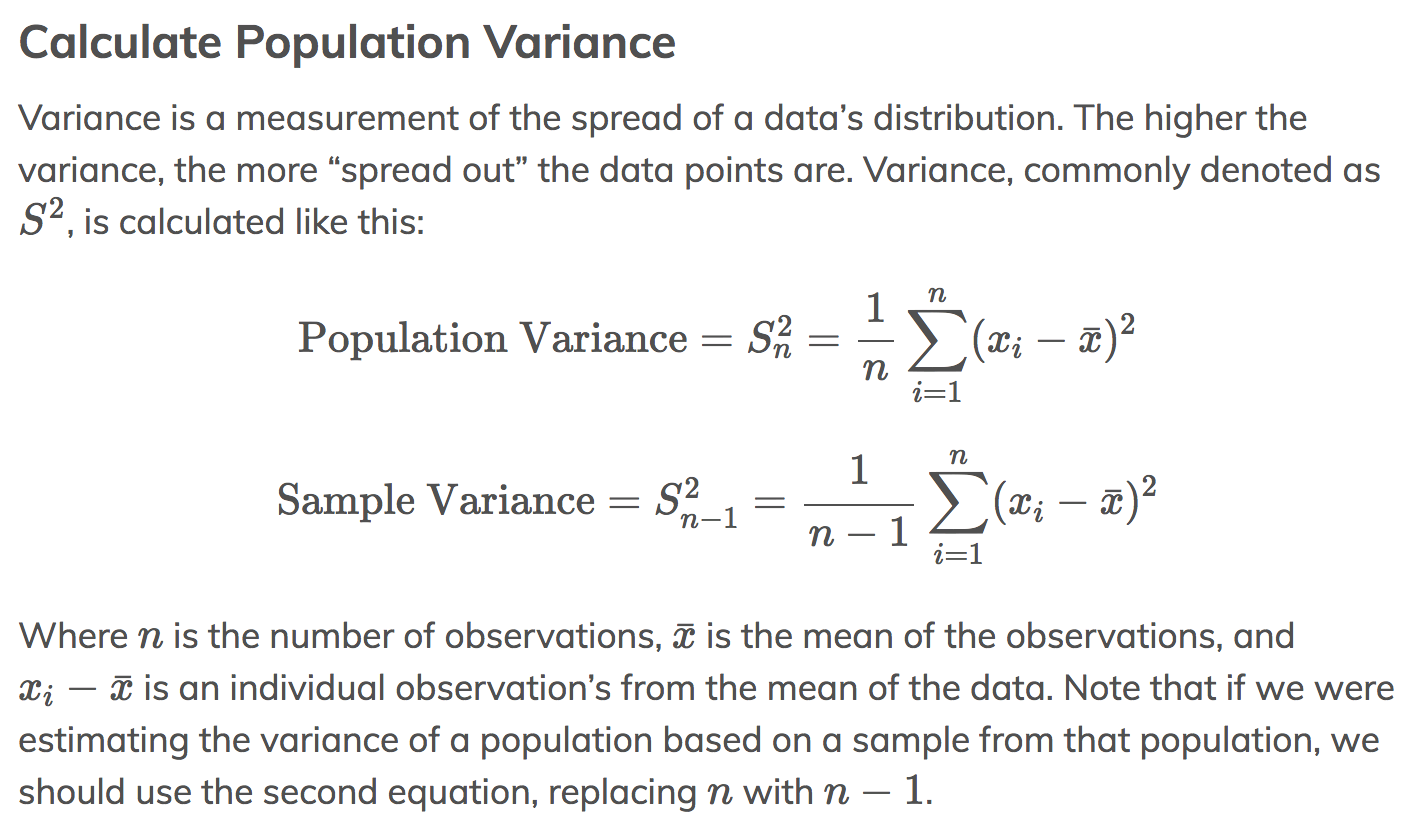 Calculate Population Variance
Variance is a measurement of the spread of a data’s distribution. The higher the
variance, the more “spread out” the data points are. Variance, commonly denoted as
$S^2$, is calculated like this:
$\text{Population Variance} = S_n^2 = \frac{1}{n} \sum_{i=1}^{n} (x_i - \bar{x})^2$
$\text{Sample Variance} = S_{n-1}^2 = \frac{1}{n-1} \sum_{i=1}^{n} (x_i - \bar{x})^2$
Where $n$ is the number of observations, $\bar{x}$ is the mean of the observations, and
$x_i - \bar{x}$ is an individual observation’s from the mean of the data. Note that if we were
estimating the variance of a population based on a sample from that population, we
should use the second equation, replacing $n$ with $n - 1$.